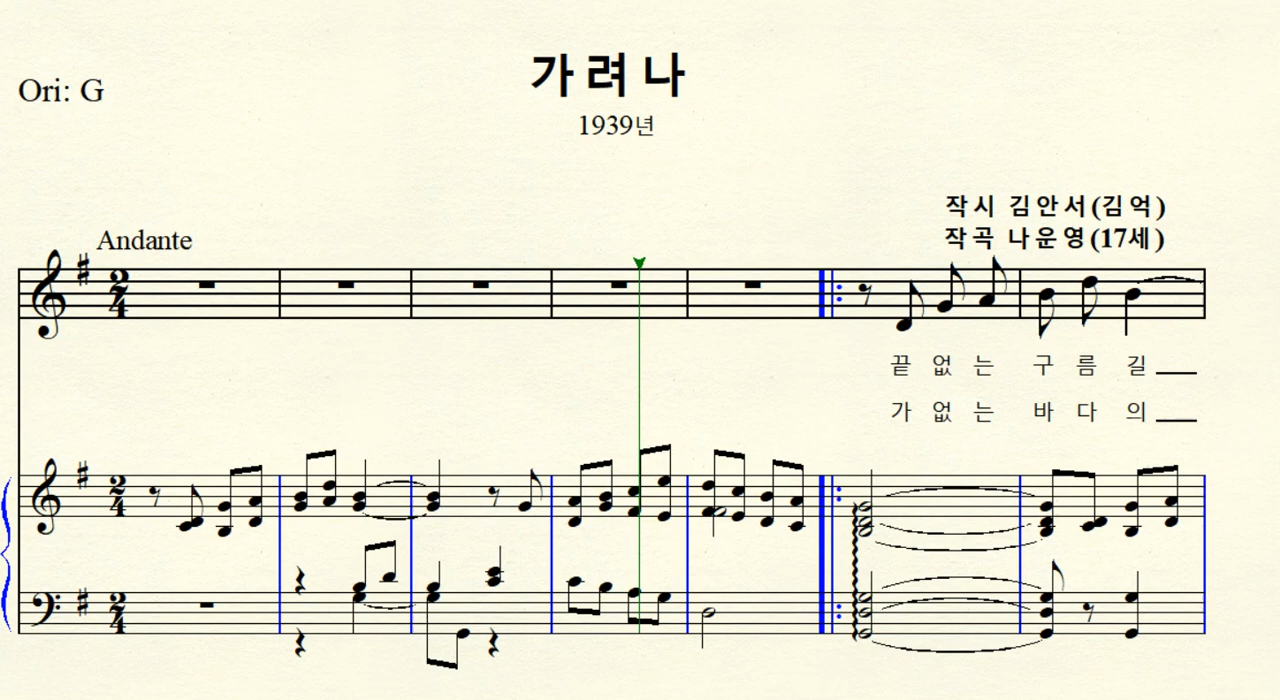 가 려 나
Ori: G
1939년
작 시 김 안 서 (김 억 )
작 곡 나 운 영 (17세 )
Andante
끝 없 는 구 름 길
가 없 는 바 다 의